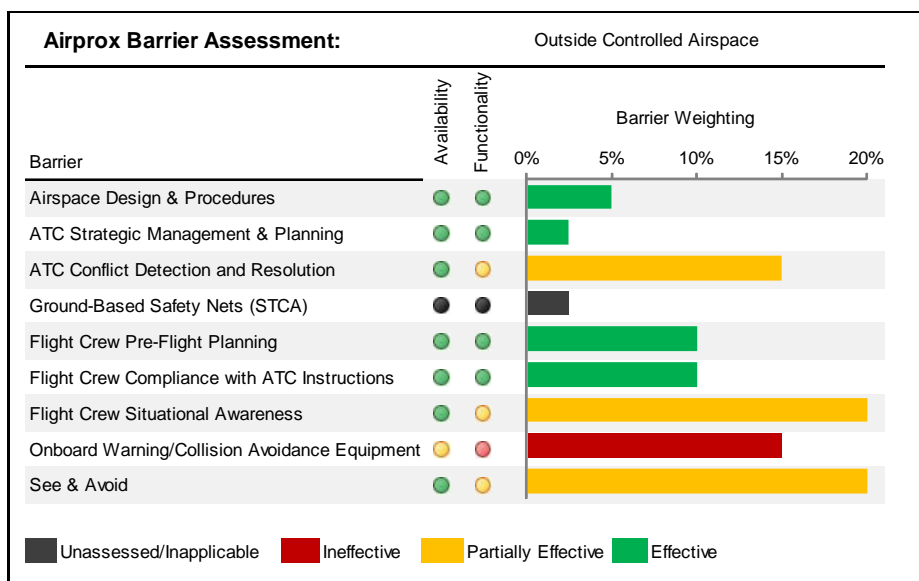 Airprox Barrier Assessment: Outside Controlled Airspace
Availability
Functionality
Barrier Weighting
Barrier
0% 5% 10% 15% 20%
Airspace Design & Procedures
ATC Strategic Management & Planning
ATC Conflict Detection and Resolution
Ground-Based Safety Nets (STCA)
Flight Crew Pre-Flight Planning
Flight Crew Compliance with ATC Instructions
Flight Crew Situational Awareness
Onboard Warning/Collision Avoidance Equipment
See & Avoid
Unassessed/Inapplicable Ineffective Partially Effective Effective